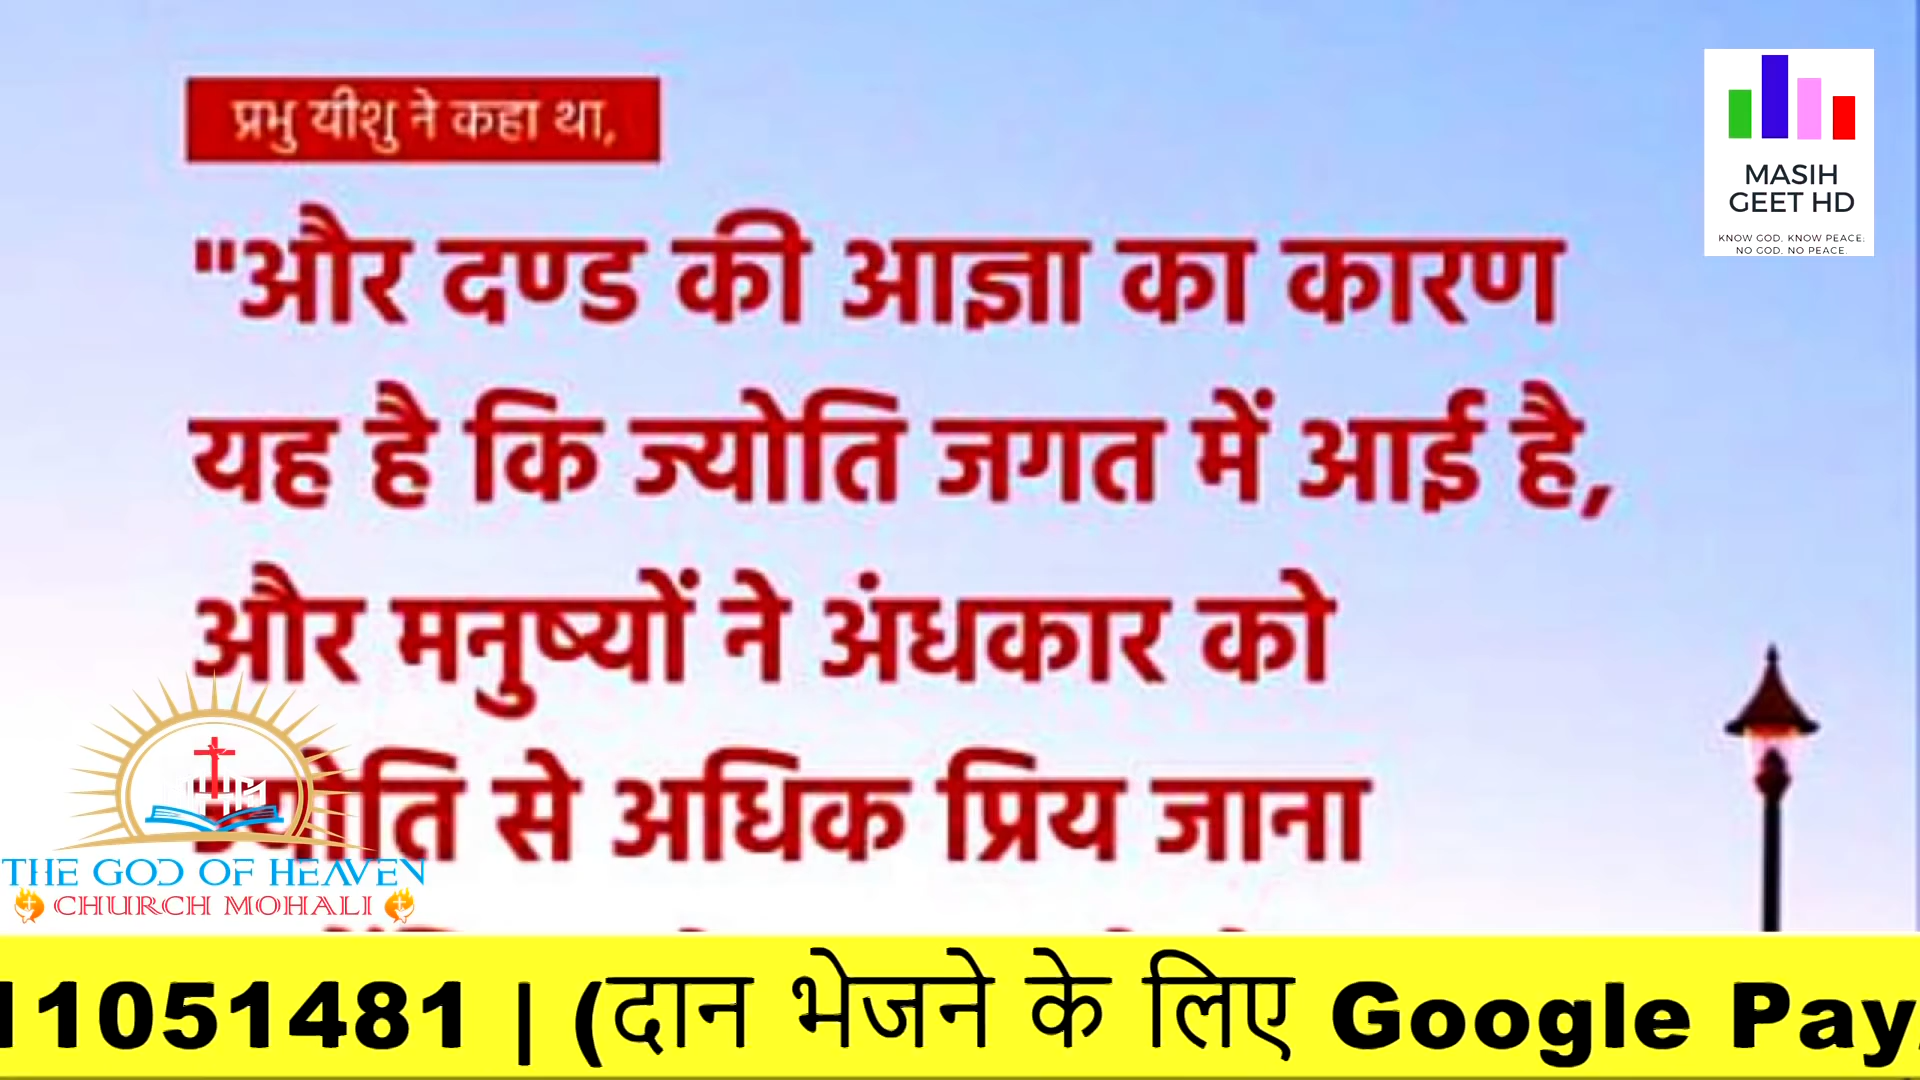 प्रभु यीशु ने कहा था,
"और दण्ड की आज्ञा का कारण
यह है कि ज्योति जगत में आई है,
और मनुष्यों ने अंधकार को
ज्योति से अधिक प्रिय जाना
MASIH
GEET HD
KNOW GOD, KNOW PEACE;
NO GOD, NO PEACE.
THE GOD OF HEAVEN
CHURCH MOHALI
11051481 | (दान भेजने के लिए Google Pay,